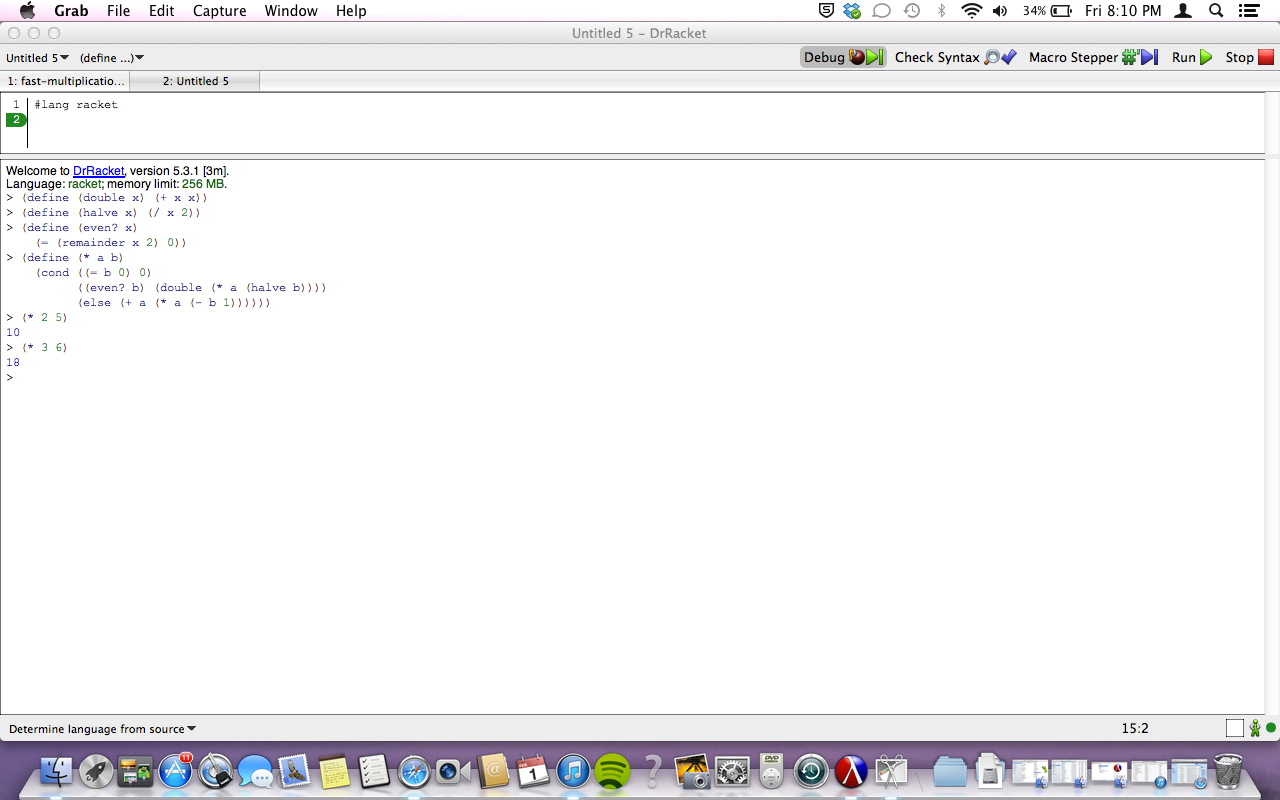 Grab File Edit Capture Window Help 34% Fri 8:10 PM
Untitled 5 – DrRacket
Untitled 5 (define ...) Debug Check Syntax Macro Stepper Run Stop
1: fast-multiplicatio... 2: Untitled 5
1 #lang racket
2
Welcome to DrRacket, version 5.3.1 [3m].
Language: racket; memory limit: 256 MB.
> (define (double x) (+ x x))
> (define (halve x) (/ x 2))
> (define (even? x)
(= (remainder x 2) 0))
> (define (* a b)
(cond ((= b 0) 0)
((even? b) (double (* a (halve b))))
(else (+ a (* a (- b 1))))))
> (* 2 5)
10
> (* 3 6)
18
>
Determine language from source 15:2
11
FEB
1
DVD